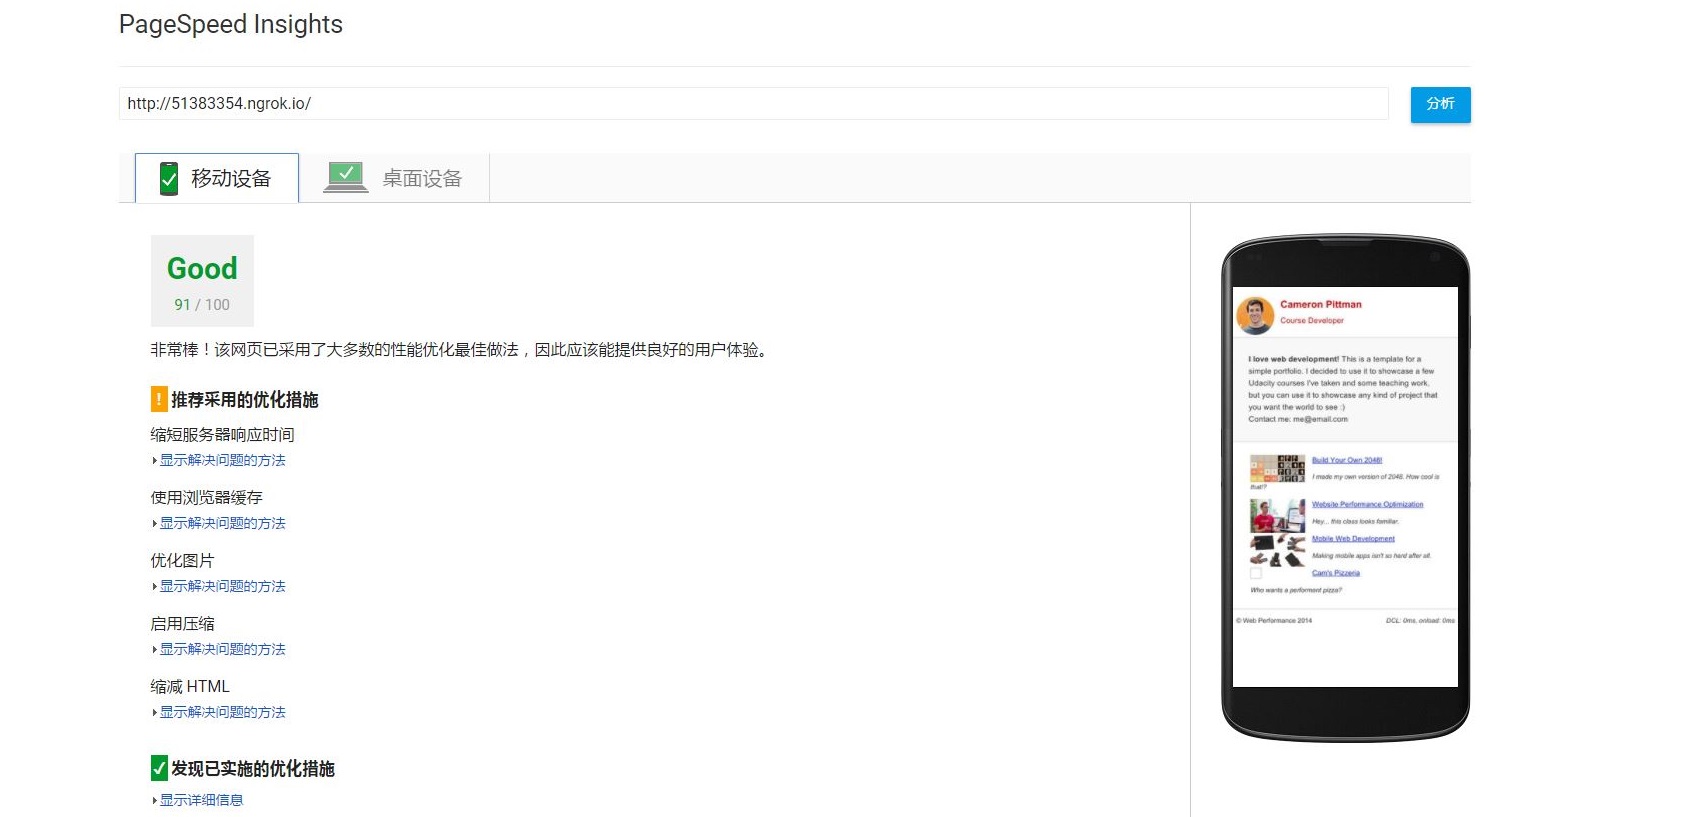 PageSpeed Insights
http://51383354.ngrok.io/
分析
移动设备
桌面设备
Good
91 / 100
非常棒！该网页已采用了大多数的性能优化最佳做法，因此应该能提供良好的用户体验。
! 推荐采用的优化措施
缩短服务器响应时间
显示解决问题的方法
使用浏览器缓存
显示解决问题的方法
优化图片
显示解决问题的方法
启用压缩
显示解决问题的方法
缩减 HTML
显示解决问题的方法
发现已实施的优化措施
显示详细信息
Cameron Pittman
Course Developer
I love web development! This is a template for a
simple portfolio. I decided to use it to showcase a few
Udacity courses I've taken and some teaching work,
but you can use it to showcase any kind of project that
you want the world to see :)
Contact me: me@email.com
Build Your Own 2048!
I made my own version of 2048. How cool is
that!?
Website Performance Optimization
Hey... this class looks familiar.
Mobile Web Development
Making mobile apps isn't so hard after all.
Cam's Pizzeria
Who wants a performant pizza?
© Web Performance 2014
DCL: 0ms, onload: 0ms